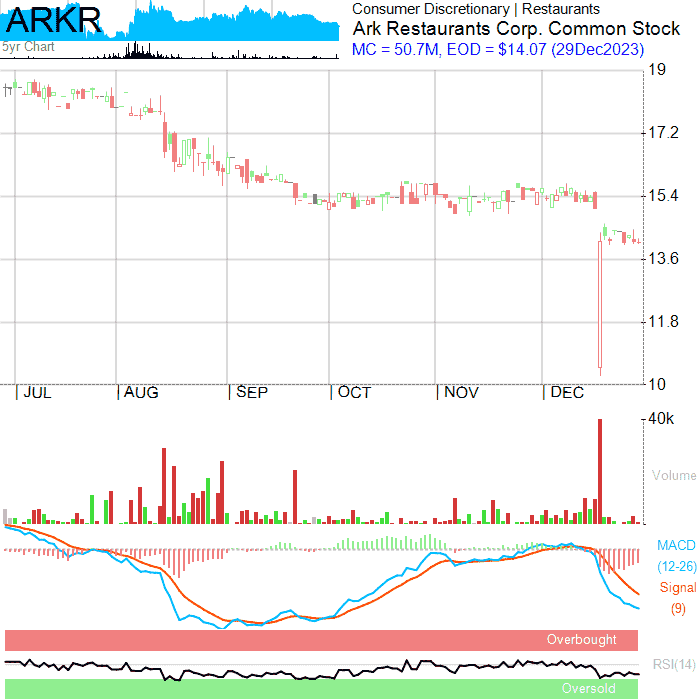 ARKR
5yr Chart
Consumer Discretionary | Restaurants
Ark Restaurants Corp. Common Stock
MC = 50.7M, EOD = $14.07 (29Dec2023)
19
17.2
15.4
13.6
11.8
10
JUL AUG SEP OCT NOV DEC
40k
Volume
MACD
(12-26)
Signal
(9)
Overbought
RSI(14)
Oversold